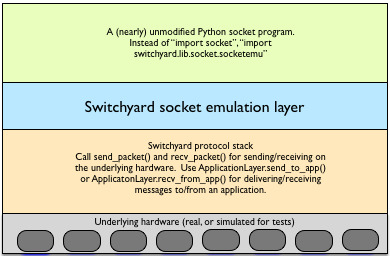 A (nearly) unmodified Python socket program.
Instead of “import socket”, “import
switchyard.lib.socket.socketemu”
Switchyard socket emulation layer
Switchyard protocol stack
Call send_packet() and recv_packet() for sending/receiving on
the underlying hardware.  Use ApplicationLayer.send_to_app()
or ApplicatonLayer.recv_from_app() for delivering/receiving
messages to/from an application.
Underlying hardware (real, or simulated for tests)